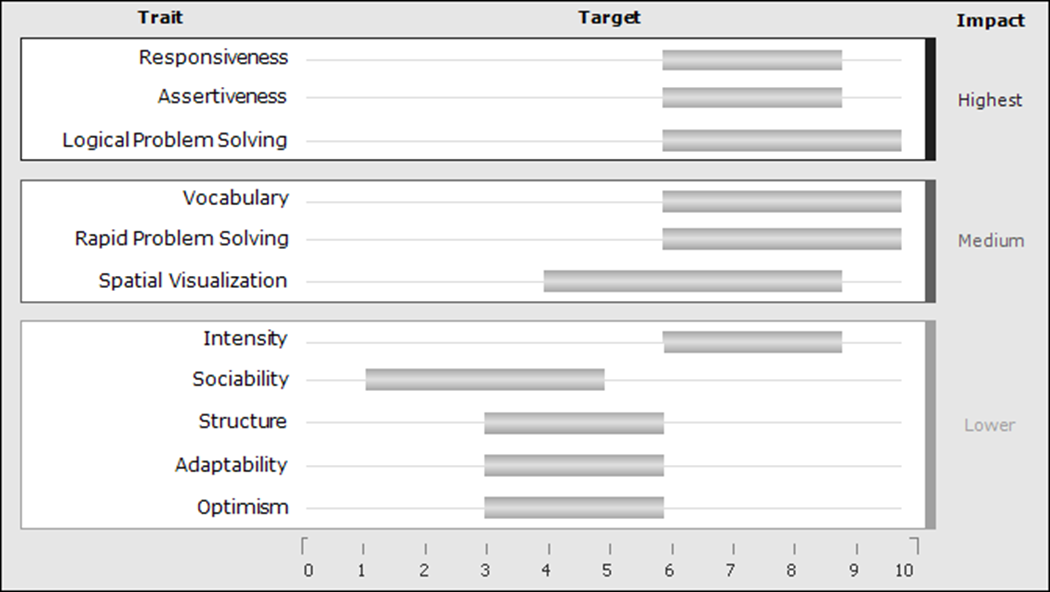 Trait Target Impact
Responsiveness
Assertiveness
Highest
Logical Problem Solving
Vocabulary
Rapid Problem Solving
Medium
Spatial Visualization
Intensity
Sociability
Structure
Lower
Adaptability
Optimism
0 1 2 3 4 5 6 7 8 9 10